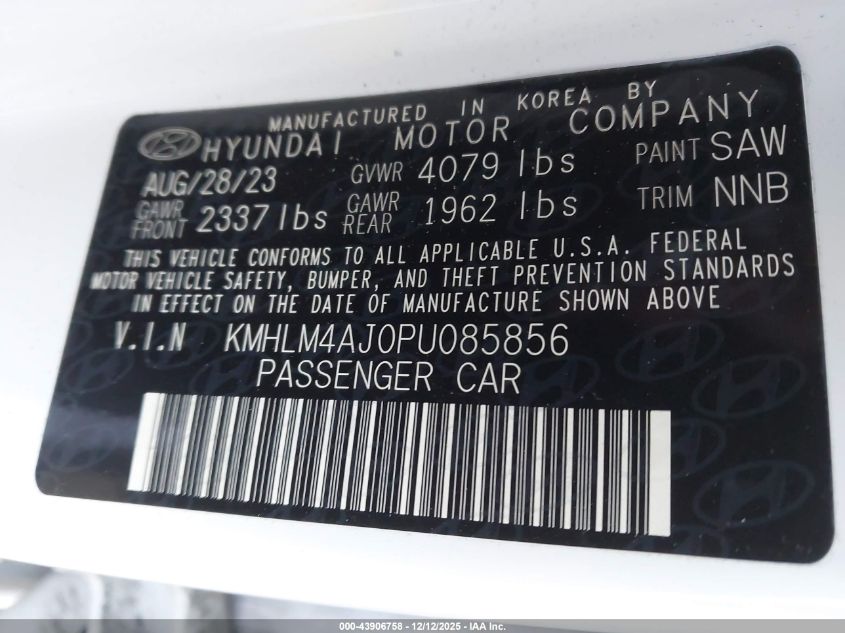 MANUFACTURED IN KOREA BY
HYUNDAI MOTOR COMPANY
AUG/28/23 GVWR 4079 lbs PAINT SAW
GAWR FRONT 2337 lbs GAWR REAR 1962 lbs TRIM NNB
THIS VEHICLE CONFORMS TO ALL APPLICABLE U.S.A. FEDERAL
MOTOR VEHICLE SAFETY, BUMPER, AND THEFT PREVENTION STANDARDS
IN EFFECT ON THE DATE OF MANUFACTURE SHOWN ABOVE
V.I.N KMHLM4AJ0PU085856
PASSENGER CAR
000-43906758 - 12/12/2025 - IAA Inc.